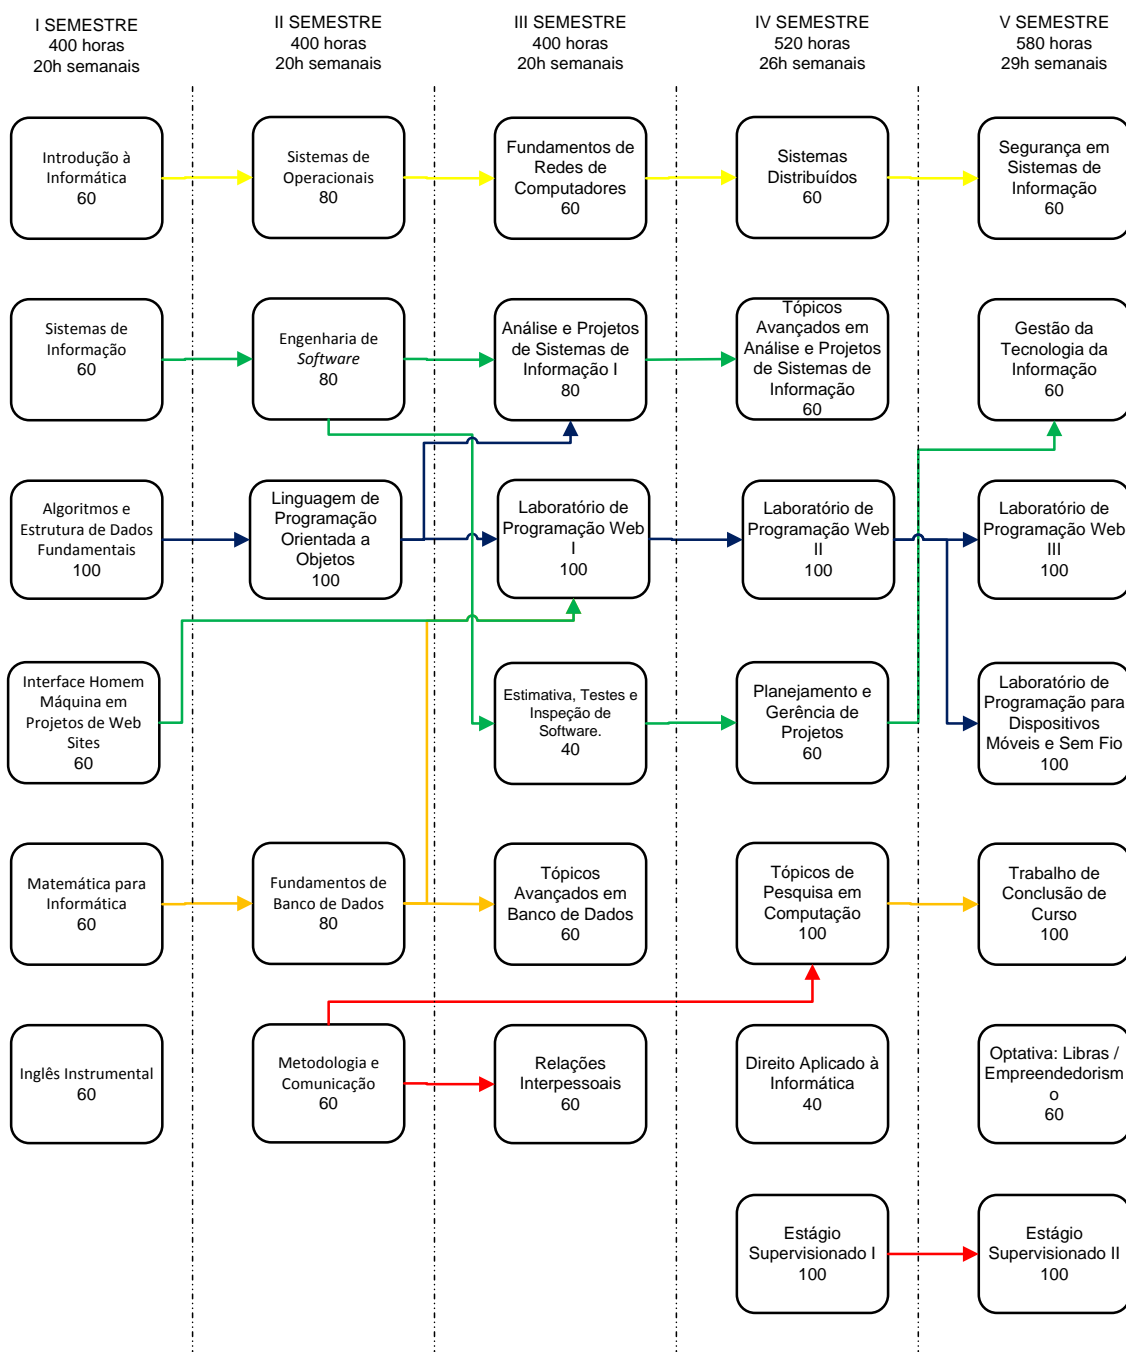 I SEMESTRE
400 horas
20h semanais
II SEMESTRE
400 horas
20h semanais
III SEMESTRE
400 horas
20h semanais
IV SEMESTRE
520 horas
26h semanais
V SEMESTRE
580 horas
29h semanais
Introdução à
Informática
60
Sistemas de
Operacionais
80
Fundamentos de
Redes de
Computadores
60
Sistemas
Distribuídos
60
Segurança em
Sistemas de
Informação
60
Sistemas de
Informação
60
Engenharia de
Software
80
Análise e Projetos
de Sistemas de
Informação I
80
Tópicos
Avançados em
Análise e Projetos
de Sistemas de
Informação
60
Gestão da
Tecnologia da
Informação
60
Algoritmos e
Estrutura de Dados
Fundamentais
100
Linguagem de
Programação
Orientada a
Objetos
100
Laboratório de
Programação Web
I
100
Laboratório de
Programação Web
II
100
Laboratório de
Programação Web
III
100
Interface Homem
Máquina em
Projetos de Web
Sites
60
Estimativa, Testes e
Inspeção de
Software.
40
Planejamento e
Gerência de
Projetos
60
Laboratório de
Programação para
Dispositivos
Móveis e Sem Fio
100
Matemática para
Informática
60
Fundamentos de
Banco de Dados
80
Tópicos
Avançados em
Banco de Dados
60
Tópicos de
Pesquisa em
Computação
100
Trabalho de
Conclusão de
Curso
100
Inglês Instrumental
60
Metodologia e
Comunicação
60
Relações
Interpessoais
60
Direito Aplicado à
Informática
40
Optativa: Libras /
Empreendedorism
o
60
Estágio
Supervisionado I
100
Estágio
Supervisionado II
100